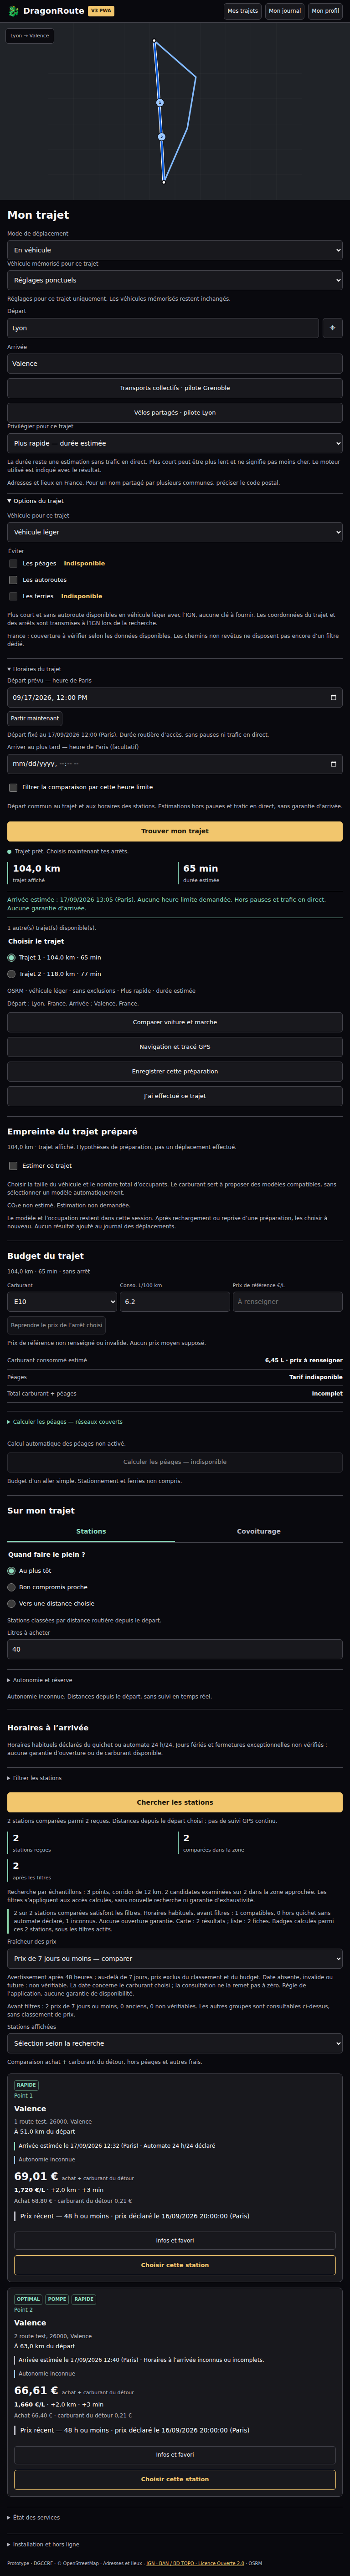 DragonRoute V3 PWA
Mes trajets
Mon journal
Mon profil
Lyon → Valence
1
2
Mon trajet
Mode de déplacement
En véhicule
Véhicule mémorisé pour ce trajet
Réglages ponctuels
Réglages pour ce trajet uniquement. Les véhicules mémorisés restent inchangés.
Départ
Lyon
Arrivée
Valence
Transports collectifs · pilote Grenoble
Vélos partagés · pilote Lyon
Privilégier pour ce trajet
Plus rapide — durée estimée
La durée reste une estimation sans trafic en direct. Plus court peut être plus lent et ne signifie pas moins cher. Le moteur
utilisé est indiqué avec le résultat.
Adresses et lieux en France. Pour un nom partagé par plusieurs communes, préciser le code postal.
▼ Options du trajet
Véhicule pour ce trajet
Véhicule léger
Éviter
Les péages Indisponible
Les autoroutes
Les ferries Indisponible
Plus court et sans autoroute disponibles en véhicule léger avec l'IGN, aucune clé à fournir. Les coordonnées du trajet et
des arrêts sont transmises à l'IGN lors de la recherche.
France : couverture à vérifier selon les données disponibles. Les chemins non revêtus ne disposent pas encore d'un filtre
dédié.
▼ Horaires du trajet
Départ prévu — heure de Paris
09/17/2026, 12:00 PM
Partir maintenant
Départ fixé au 17/09/2026 12:00 (Paris). Durée routière d'accès, sans pauses ni trafic en direct.
Arriver au plus tard — heure de Paris (facultatif)
mm/dd/yyyy, --:-- --
Filtrer la comparaison par cette heure limite
Départ commun au trajet et aux horaires des stations. Estimations hors pauses et trafic en direct, sans garantie d'arrivée.
Trouver mon trajet
Trajet prêt. Choisis maintenant tes arrêts.
104,0 km
trajet affiché
65 min
durée estimée
Arrivée estimée : 17/09/2026 13:05 (Paris). Aucune heure limite demandée. Hors pauses et trafic en direct.
Aucune garantie d'arrivée.
1 autre(s) trajet(s) disponible(s).
Choisir le trajet
Trajet 1 · 104,0 km · 65 min
Trajet 2 · 118,0 km · 77 min
OSRM · véhicule léger · sans exclusions · Plus rapide · durée estimée
Départ : Lyon, France. Arrivée : Valence, France.
Comparer voiture et marche
Navigation et tracé GPS
Enregistrer cette préparation
J'ai effectué ce trajet
Empreinte du trajet préparé
104,0 km · trajet affiché. Hypothèses de préparation, pas un déplacement effectué.
Estimer ce trajet
Choisir la taille du véhicule et le nombre total d'occupants. Le carburant sert à proposer des modèles compatibles, sans
sélectionner un modèle automatiquement.
CO₂e non estimé. Estimation non demandée.
Le modèle et l'occupation restent dans cette session. Après rechargement ou reprise d'une préparation, les choisir à
nouveau. Aucun résultat ajouté au journal des déplacements.
Budget du trajet
104,0 km · 65 min · sans arrêt
Carburant
Conso. L/100 km
Prix de référence €/L
E10
6.2
À renseigner
Reprendre le prix de l'arrêt choisi
Prix de référence non renseigné ou invalide. Aucun prix moyen supposé.
Carburant consommé estimé 6,45 L · prix à renseigner
Péages Tarif indisponible
Total carburant + péages Incomplet
▶ Calculer les péages — réseaux couverts
Calcul automatique des péages non activé.
Calculer les péages — indisponible
Budget d'un aller simple. Stationnement et ferries non compris.
Sur mon trajet
Stations
Covoiturage
Quand faire le plein ?
Au plus tôt
Bon compromis proche
Vers une distance choisie
Stations classées par distance routière depuis le départ.
Litres à acheter
40
▶ Autonomie et réserve
Autonomie inconnue. Distances depuis le départ, sans suivi en temps réel.
Horaires à l'arrivée
Horaires habituels déclarés du guichet ou automate 24 h/24. Jours fériés et fermetures exceptionnelles non vérifiés ;
aucune garantie d'ouverture ou de carburant disponible.
▶ Filtrer les stations
Chercher les stations
2 stations comparées parmi 2 reçues. Distances depuis le départ choisi ; pas de suivi GPS continu.
2
stations reçues
2
comparées dans la zone
2
après les filtres
Recherche par échantillons : 3 points, corridor de 12 km. 2 candidates examinées sur 2 dans la zone approchée. Les
filtres s'appliquent aux accès calculés, sans nouvelle recherche ni garantie d'exhaustivité.
2 sur 2 stations comparées satisfont les filtres. Horaires habituels, avant filtres : 1 compatibles, 0 hors guichet sans
automate déclaré, 1 inconnus. Aucune ouverture garantie. Carte : 2 résultats ; liste : 2 fiches. Badges calculés parmi
ces 2 stations, sous les filtres actifs.
Fraîcheur des prix
Prix de 7 jours ou moins — comparer
Avertissement après 48 heures ; au-delà de 7 jours, prix exclus du classement et du budget. Date absente, invalide ou
future : non vérifiable. La date concerne le carburant choisi ; la consultation ne la remet pas à zéro. Règle de
l'application, aucune garantie de disponibilité.
Avant filtres : 2 prix de 7 jours ou moins, 0 anciens, 0 non vérifiables. Les autres groupes sont consultables ci-dessus,
sans classement de prix.
Stations affichées
Sélection selon la recherche
Comparaison achat + carburant du détour, hors péages et autres frais.
RAPIDE
Point 1
Valence
1 route test, 26000, Valence
À 51,0 km du départ
Arrivée estimée le 17/09/2026 12:32 (Paris) · Automate 24 h/24 déclaré
Autonomie inconnue
69,01 € achat + carburant du détour
1,720 €/L · +2,0 km · +3 min
Achat 68,80 € · carburant du détour 0,21 €
Prix récent — 48 h ou moins · prix déclaré le 16/09/2026 20:00:00 (Paris)
Infos et favori
Choisir cette station
OPTIMAL POMPE RAPIDE
Point 2
Valence
2 route test, 26000, Valence
À 63,0 km du départ
Arrivée estimée le 17/09/2026 12:40 (Paris) · Horaires à l'arrivée inconnus ou incomplets.
Autonomie inconnue
66,61 € achat + carburant du détour
1,660 €/L · +2,0 km · +3 min
Achat 66,40 € · carburant du détour 0,21 €
Prix récent — 48 h ou moins · prix déclaré le 16/09/2026 20:00:00 (Paris)
Infos et favori
Choisir cette station
▶ État des services
▶ Installation et hors ligne
Prototype · DGCCRF · © OpenStreetMap · Adresses et lieux : IGN · BAN / BD TOPO · Licence Ouverte 2.0 · OSRM